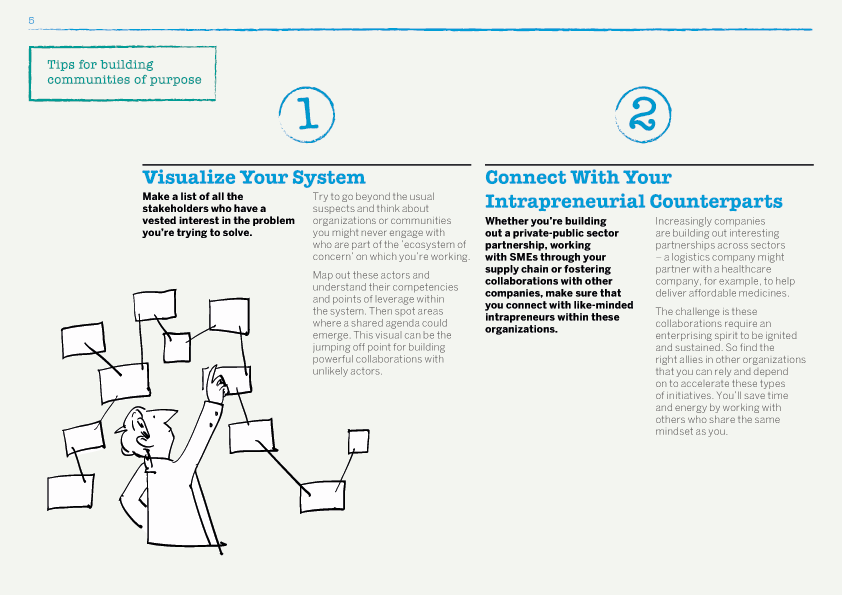 5
Tips for building
communities of purpose
1
Visualize Your System
Make a list of all the
stakeholders who have a
vested interest in the problem
you're trying to solve.
Try to go beyond the usual
suspects and think about
organizations or communities
you might never engage with
who are part of the 'ecosystem of
concern' on which you're working.
Map out these actors and
understand their competencies
and points of leverage within
the system. Then spot areas
where a shared agenda could
emerge. This visual can be the
jumping off point for building
powerful collaborations with
unlikely actors.
2
Connect With Your
Intrapreneurial Counterparts
Whether you're building
out a private-public sector
partnership, working
with SMEs through your
supply chain or fostering
collaborations with other
companies, make sure that
you connect with like-minded
intrapreneurs within these
organizations.
Increasingly companies
are building out interesting
partnerships across sectors
– a logistics company might
partner with a healthcare
company, for example, to help
deliver affordable medicines.
The challenge is these
collaborations require an
enterprising spirit to be ignited
and sustained. So find the
right allies in other organizations
that you can rely and depend
on to accelerate these types
of initiatives. You'll save time
and energy by working with
others who share the same
mindset as you.